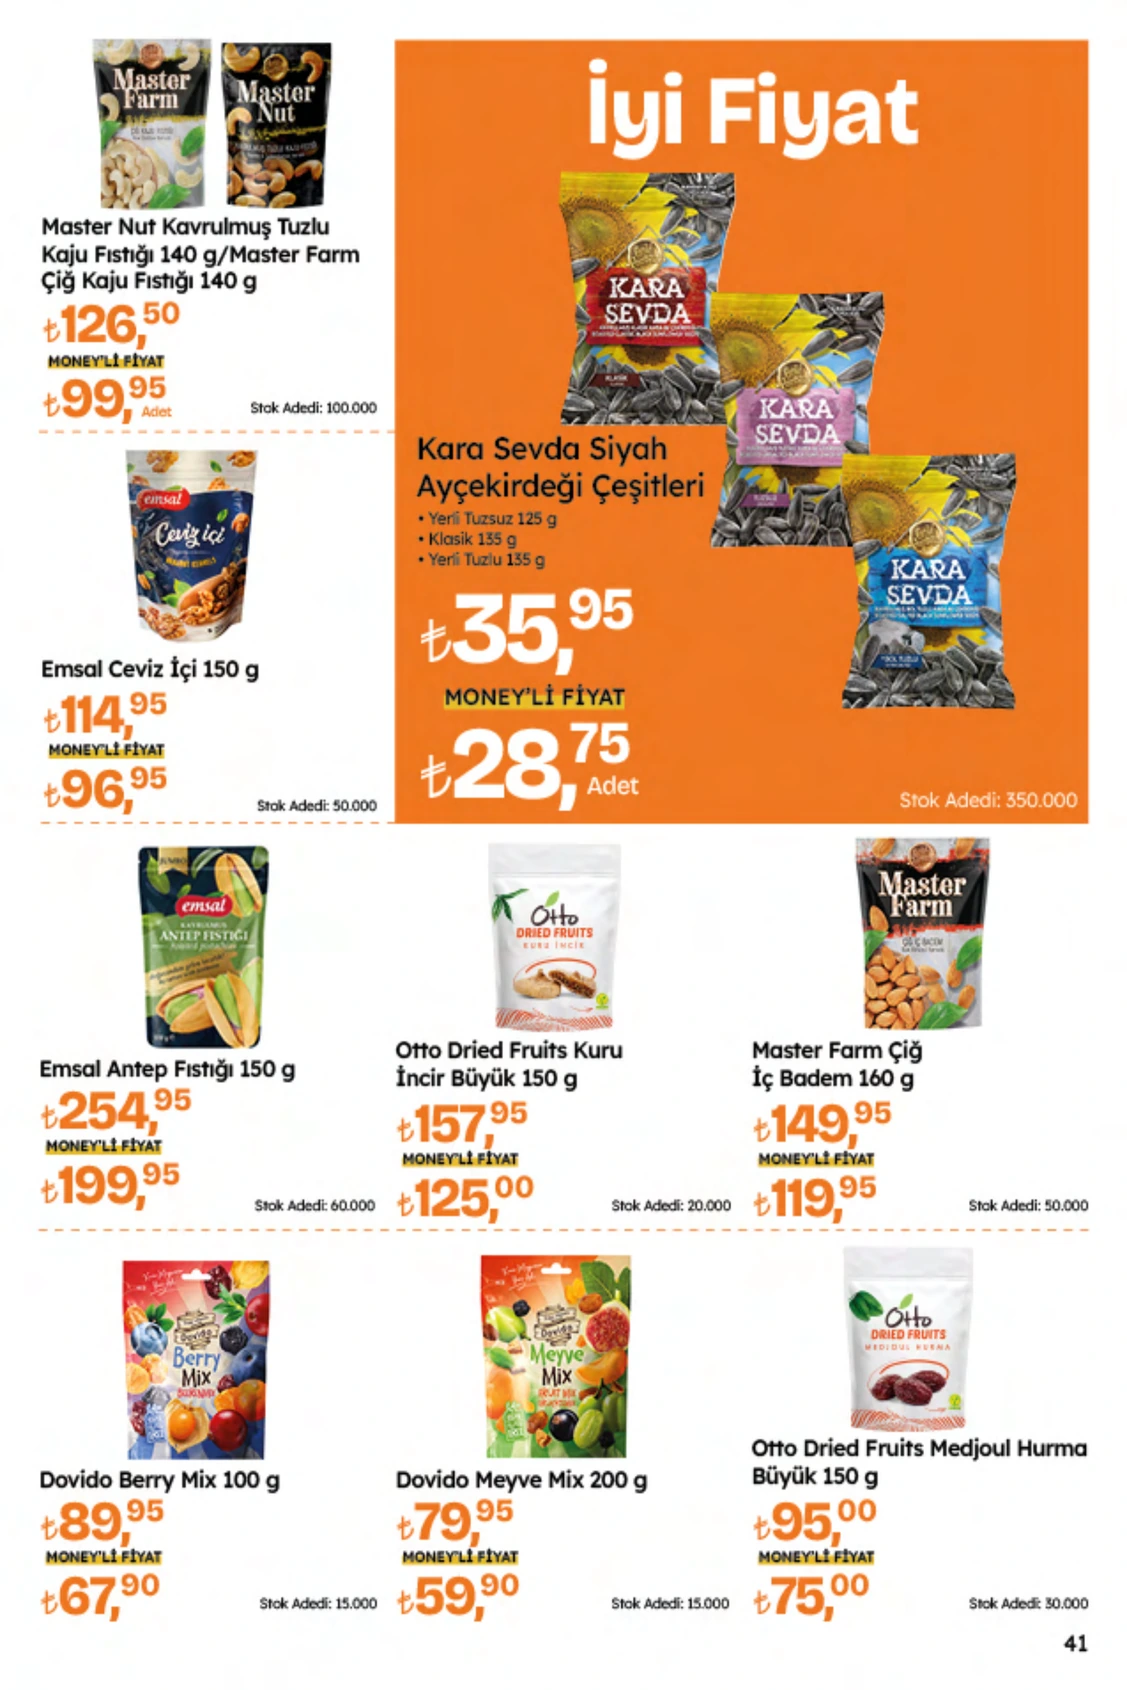 Master
Farm
Master
Nut
Master Nut Kavrulmuş Tuzlu
Kaju Fıstığı 140 g/Master Farm
Çiğ Kaju Fıstığı 140 g
₺126,50
MONEY'Lİ FİYAT
₺99,95
Adet
Stok Adedi: 100.000
İyi Fiyat
KARA
SEVDA
KLASİK
KARA
SEVDA
KARA
SEVDA
Kara Sevda Siyah
Ayçekirdeği Çeşitleri
• Yerli Tuzsuz 125 g
• Klasik 135 g
• Yerli Tuzlu 135 g
₺35,95
MONEY'Lİ FİYAT
₺28,75
Adet
Stok Adedi: 350.000
emsal
Ceviz içi
Emsal Ceviz İçi 150 g
₺114,95
MONEY'Lİ FİYAT
₺96,95
Stok Adedi: 50.000
JUMBO
emsal
KAVRULMUŞ
ANTEP FISTIĞI
Emsal Antep Fıstığı 150 g
₺254,95
MONEY'Lİ FİYAT
₺199,95
Stok Adedi: 60.000
Otto
DRIED FRUITS
KURU İNCİR
Otto Dried Fruits Kuru
İncir Büyük 150 g
₺157,95
MONEY'Lİ FİYAT
₺125,00
Stok Adedi: 20.000
Master
Farm
ÇİĞ İÇ BADEM
Master Farm Çiğ
İç Badem 160 g
₺149,95
MONEY'Lİ FİYAT
₺119,95
Stok Adedi: 50.000
Dovido
Berry
Mix
Dovido Berry Mix 100 g
₺89,95
MONEY'Lİ FİYAT
₺67,90
Stok Adedi: 15.000
Dovido
Meyve
Mix
FRUIT MIX
Dovido Meyve Mix 200 g
₺79,95
MONEY'Lİ FİYAT
₺59,90
Stok Adedi: 15.000
Otto
DRIED FRUITS
MEDJOUL HURMA
Otto Dried Fruits Medjoul Hurma
Büyük 150 g
₺95,00
MONEY'Lİ FİYAT
₺75,00
Stok Adedi: 30.000
41